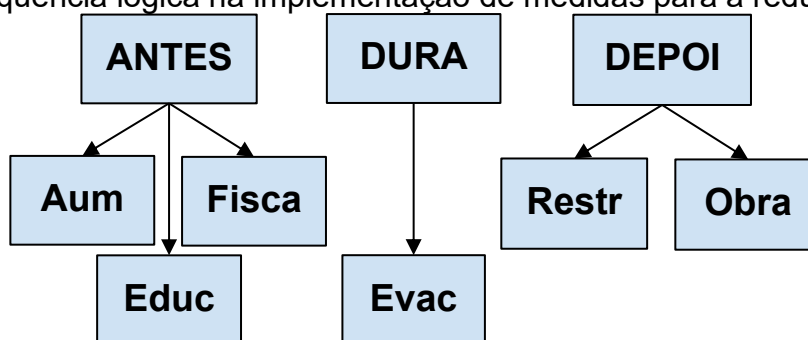 quência lógica na implementação de medidas para a redu
ANTES DURA DEPOI
Aum Fisca Restr Obra
Educ Evac